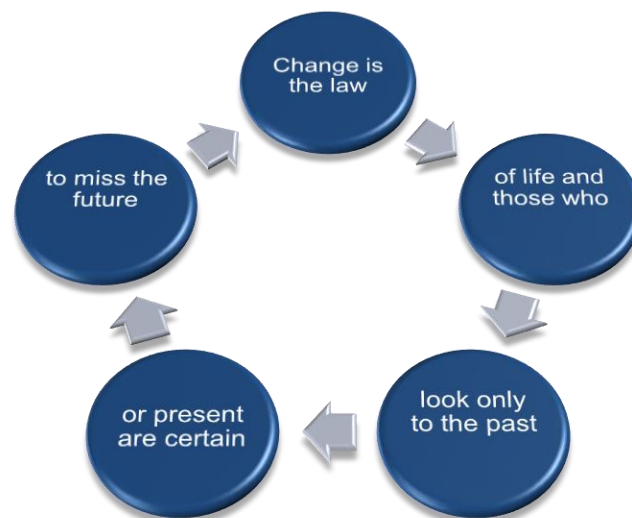 Change is
the law
of life and
those who
look only
to the past
or present
are certain
to miss the
future